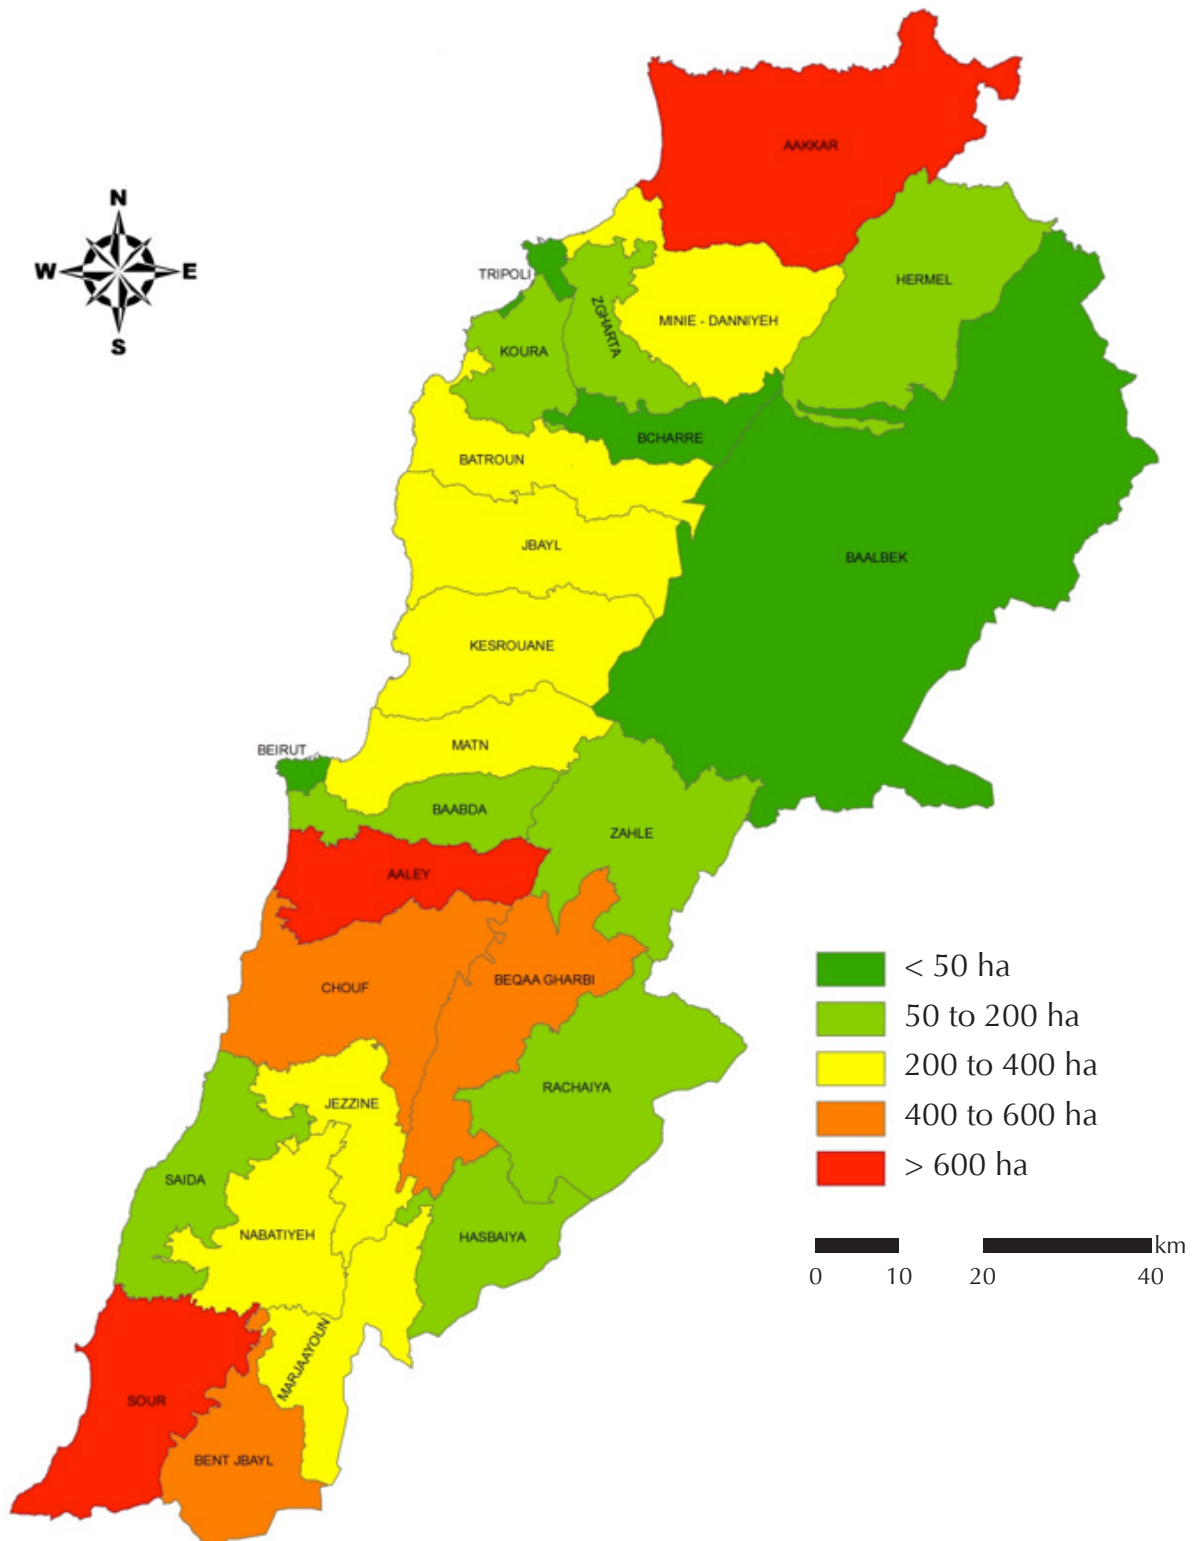 N
W E
S
AAKKAR
HERMEL
TRIPOLI
MINIE - DANNIYEH
ZGHARTA
KOURA
BCHARRE
BATROUN
JBAYL
BAALBEK
KESROUANE
MATN
BEIRUT
BAABDA
ZAHLE
AALEY
BEQAA GHARBI
CHOUF
RACHAIYA
JEZZINE
SAIDA
NABATIYEH
HASBAIYA
MARJAAYOUN
SOUR
BENT JBAYL
< 50 ha
50 to 200 ha
200 to 400 ha
400 to 600 ha
> 600 ha
km
0 10 20 40